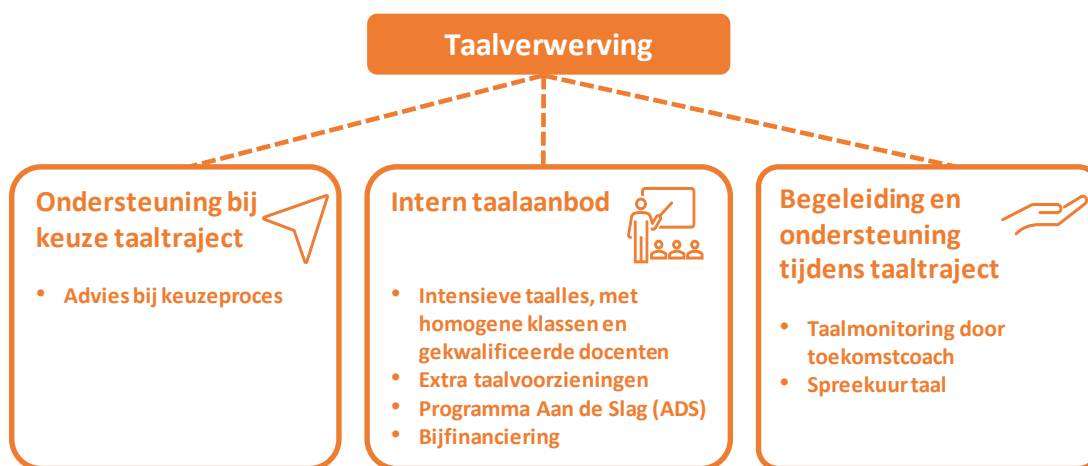 Taalverwerving
Ondersteuning bij
keuze taaltraject
• Advies bij keuzeproces
Intern taalaanbod
• Intensieve taalles, met
homogene klassen en
gekwalificeerde docenten
• Extra taalvoorzieningen
• Programma Aan de Slag (ADS)
• Bijfinanciering
Begeleiding en
ondersteuning
tijdens taaltraject
• Taalmonitoring door
toekomstcoach
• Spreekuur taal